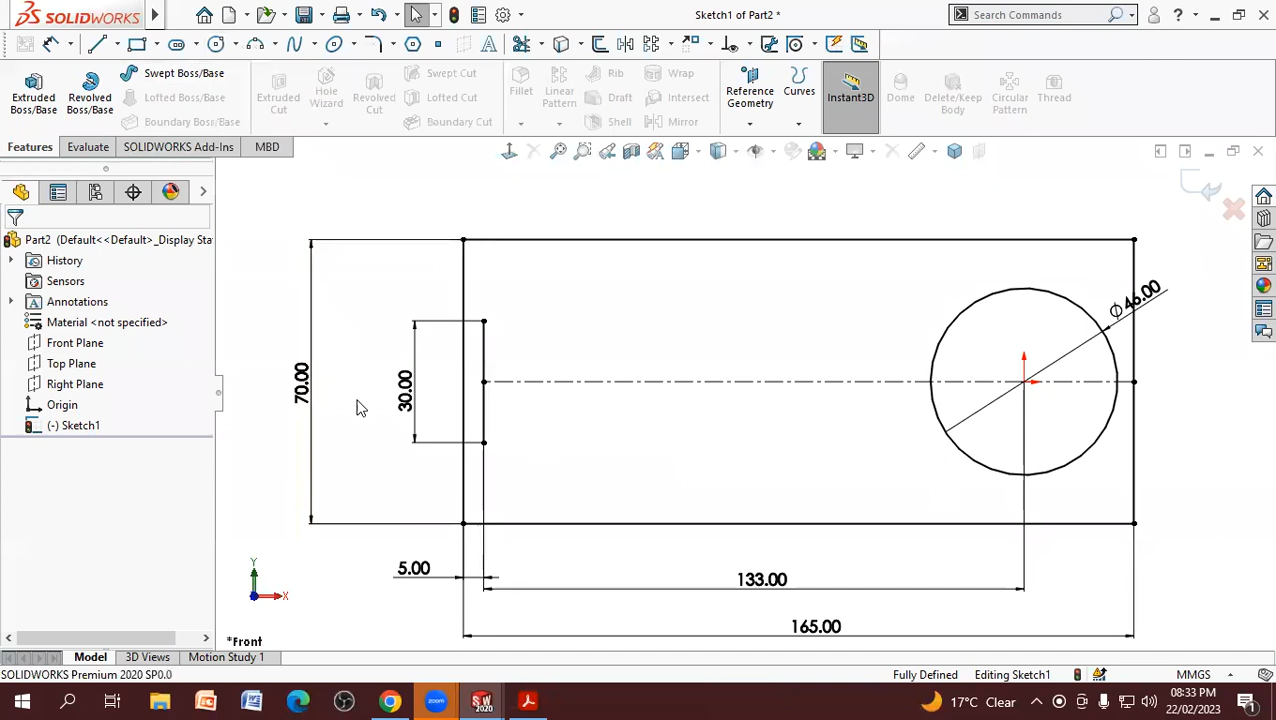 SOLIDWORKS
Sketch1 of Part2 *
Search Commands
Extruded Boss/Base
Revolved Boss/Base
Swept Boss/Base
Lofted Boss/Base
Boundary Boss/Base
Extruded Cut
Hole Wizard
Revolved Cut
Swept Cut
Lofted Cut
Boundary Cut
Fillet
Linear Pattern
Rib
Draft
Shell
Wrap
Intersect
Mirror
Reference Geometry
Curves
Instant3D
Dome
Delete/Keep Body
Circular Pattern
Thread
Features
Evaluate
SOLIDWORKS Add-Ins
MBD
Part2 (Default<<Default>_Display Sta
History
Sensors
Annotations
Material <not specified>
Front Plane
Top Plane
Right Plane
Origin
(-) Sketch1
70.00
30.00
Φ 46.00
5.00
133.00
165.00
Y
X
*Front
Model
3D Views
Motion Study 1
SOLIDWORKS Premium 2020 SP0.0
Fully Defined
Editing Sketch1
MMGS
zoom
SW
2020
17°C Clear
08:33 PM
22/02/2023
1